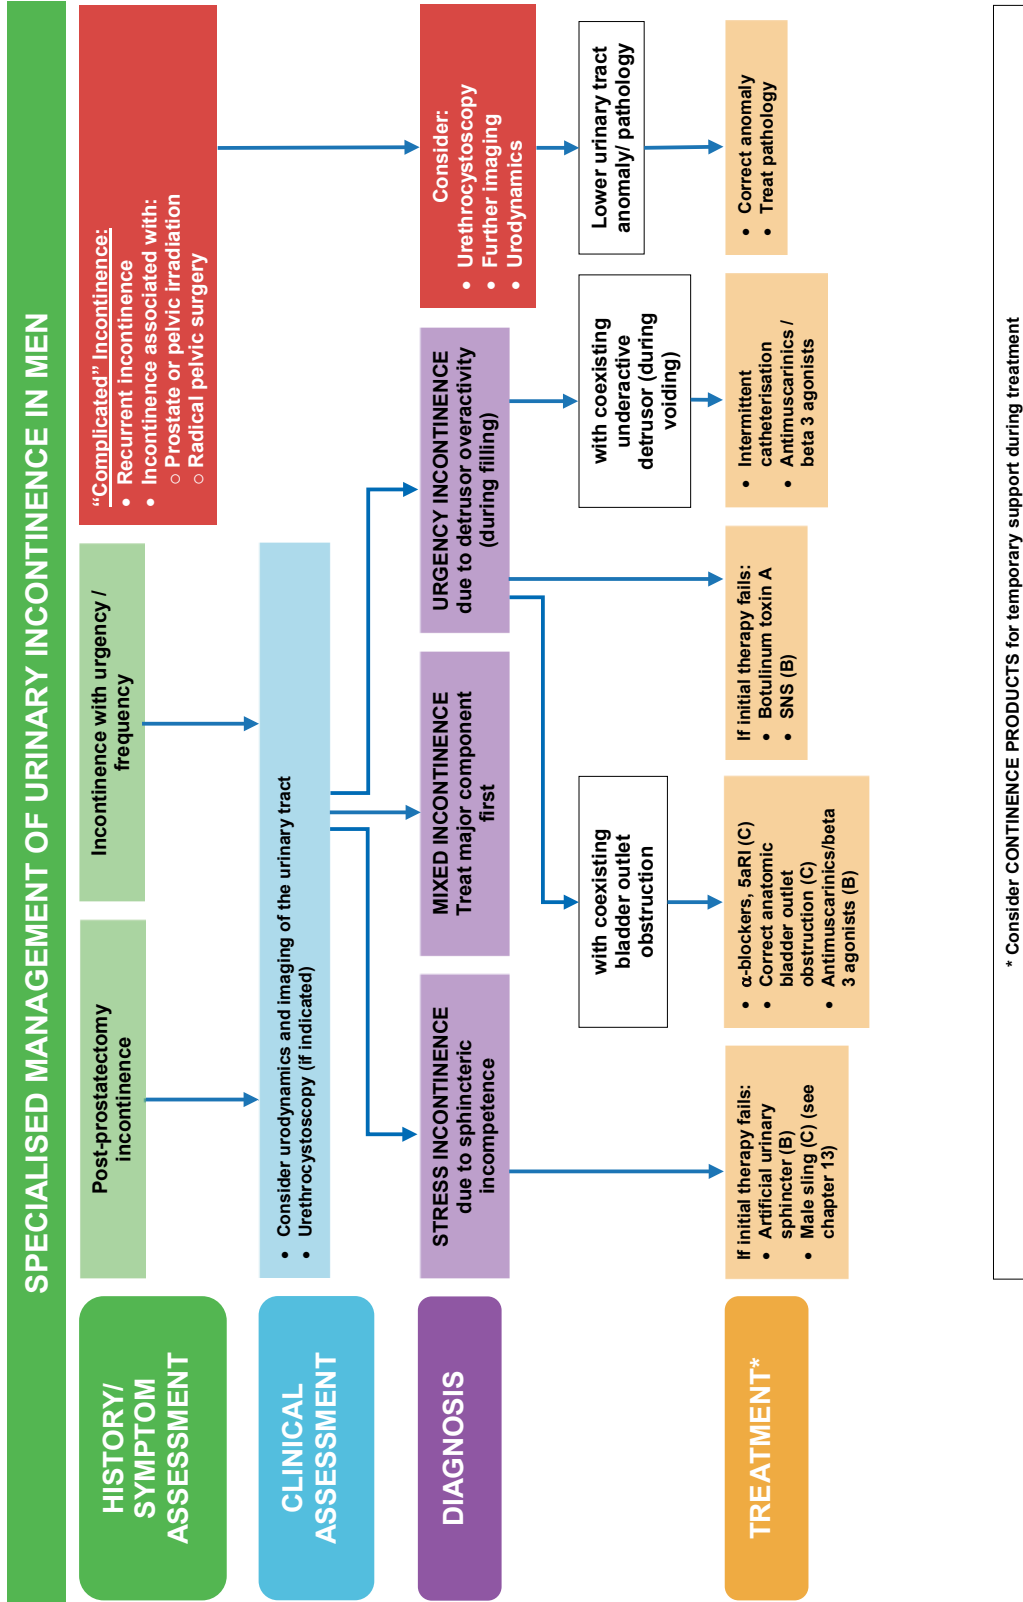 SPECIALISED MANAGEMENT OF URINARY INCONTINENCE IN MEN
HISTORY/
SYMPTOM
ASSESSMENT
Post-prostatectomy
incontinence
Incontinence with urgency /
frequency
“Complicated” Incontinence:
• Recurrent incontinence
• Incontinence associated with:
○ Prostate or pelvic irradiation
○ Radical pelvic surgery
CLINICAL
ASSESSMENT
• Consider urodynamics and imaging of the urinary tract
• Urethrocystoscopy (if indicated)
DIAGNOSIS
STRESS INCONTINENCE
due to sphincteric
incompetence
MIXED INCONTINENCE
Treat major component
first
URGENCY INCONTINENCE
due to detrusor overactivity
(during filling)
Consider:
• Urethrocystoscopy
• Further imaging
• Urodynamics
with coexisting
bladder outlet
obstruction
with coexisting
underactive
detrusor (during
voiding)
Lower urinary tract
anomaly/ pathology
TREATMENT*
If initial therapy fails:
• Artificial urinary
sphincter (B)
• Male sling (C) (see
chapter 13)
• α-blockers, 5aRI (C)
• Correct anatomic
bladder outlet
obstruction (C)
• Antimuscarinics/beta
3 agonists (B)
If initial therapy fails:
• Botulinum toxin A
• SNS (B)
• Intermittent
catheterisation
• Antimuscarinics /
beta 3 agonists
• Correct anomaly
• Treat pathology
* Consider CONTINENCE PRODUCTS for temporary support during treatment